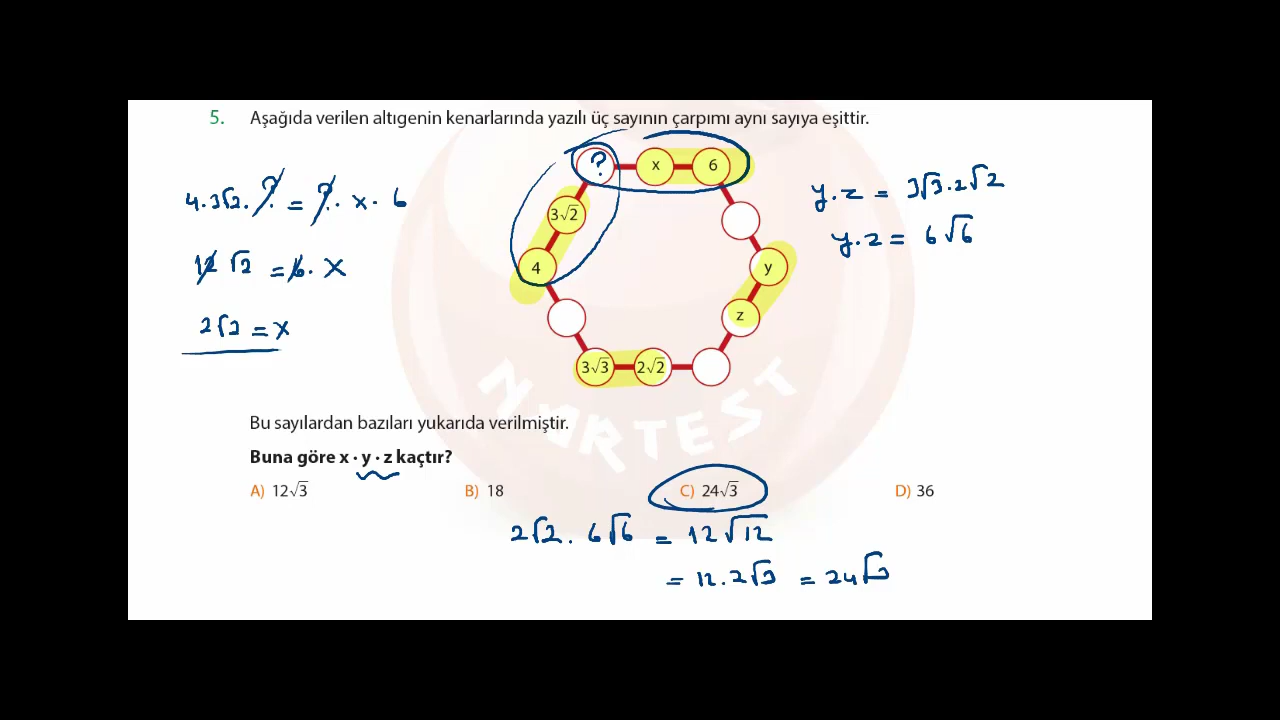 5. Aşağıda verilen altıgenin kenarlarında yazılı üç sayının çarpımı aynı sayıya eşittir.
? x 6
4.3√2.? = ?.x.6
y.z = 3√3.2√2
3√2
y.z = 6√6
12√2 = 6.x
4 y
z
2√2 = x
3√3 2√2
NARTEST
Bu sayılardan bazıları yukarıda verilmiştir.
Buna göre x · y · z kaçtır?
A) 12√3 B) 18 C) 24√3 D) 36
2√2 . 6√6 = 12√12
= 12.2√3 = 24√3